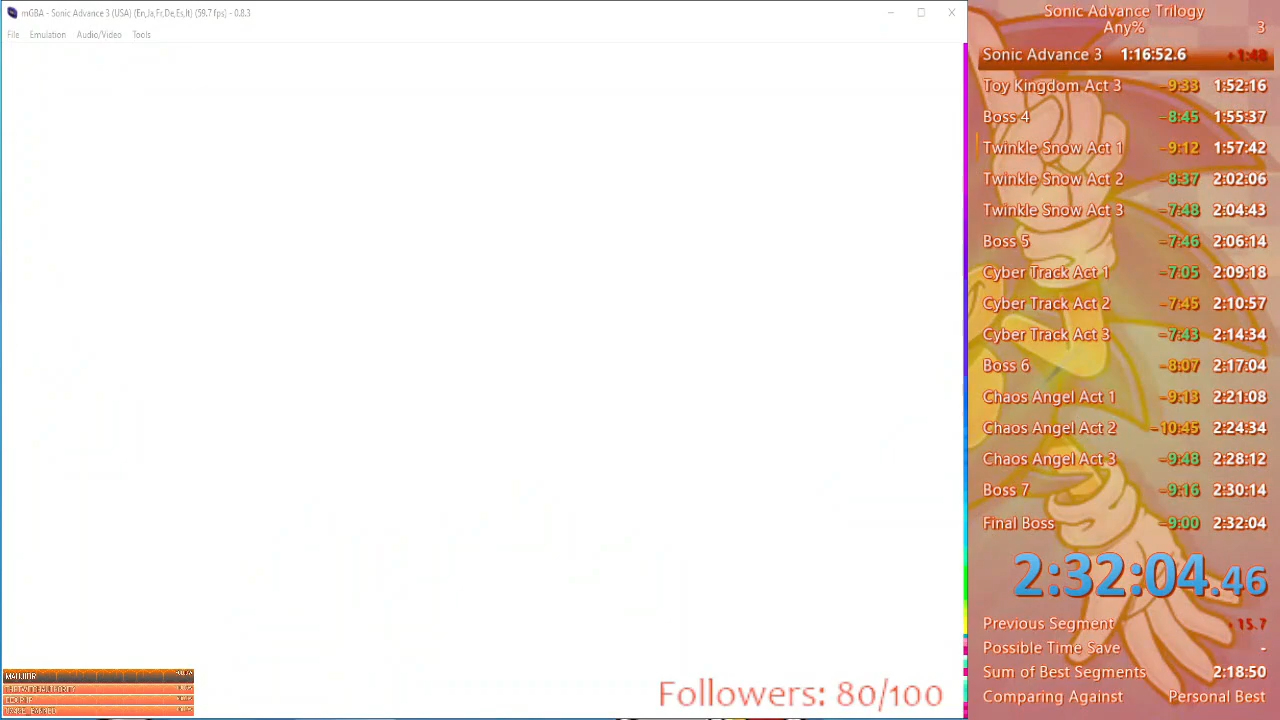 mGBA - Sonic Advance 3 (USA) (En,Ja,Fr,De,Es,It) (59.7 fps) - 0.8.3
File Emulation Audio/Video Tools
Sonic Advance Trilogy
Any% 3
Sonic Advance 3 1:16:52.6 +1:48
Toy Kingdom Act 3 -9:33 1:52:16
Boss 4 -8:45 1:55:37
Twinkle Snow Act 1 -9:12 1:57:42
Twinkle Snow Act 2 -8:37 2:02:06
Twinkle Snow Act 3 -7:48 2:04:43
Boss 5 -7:46 2:06:14
Cyber Track Act 1 -7:05 2:09:18
Cyber Track Act 2 -7:45 2:10:57
Cyber Track Act 3 -7:43 2:14:34
Boss 6 -8:07 2:17:04
Chaos Angel Act 1 -9:13 2:21:08
Chaos Angel Act 2 -10:45 2:24:34
Chaos Angel Act 3 -9:48 2:28:12
Boss 7 -9:16 2:30:14
Final Boss -9:00 2:32:04
2:32:04.46
Previous Segment +15.7
Possible Time Save -
Sum of Best Segments 2:18:50
Comparing Against Personal Best
Followers: 80/100